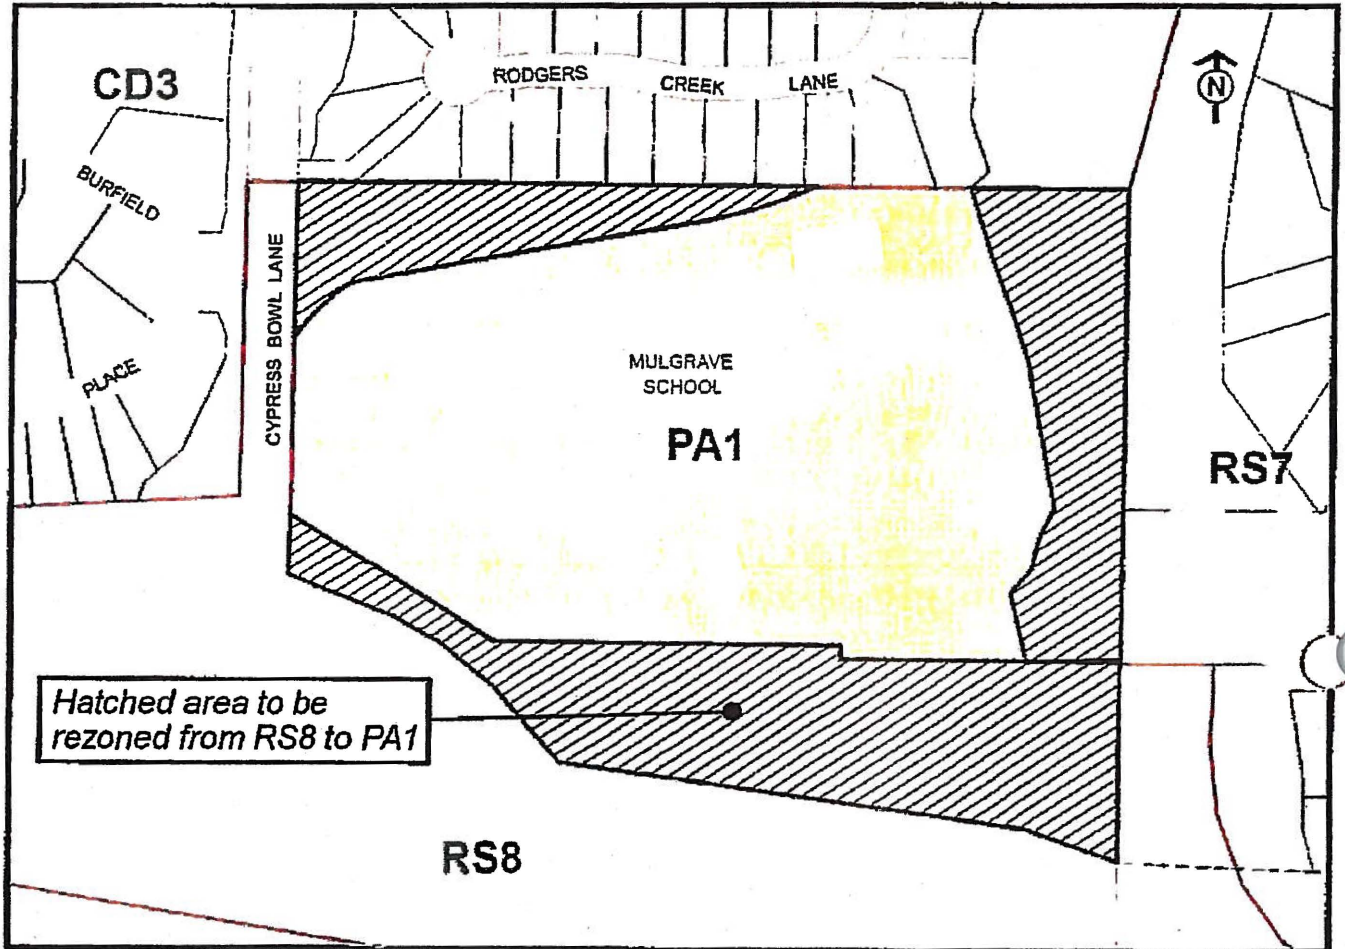 CD3
RODGERS CREEK LANE
N
BURFIELD
PLACE
CYPRESS BOWL LANE
MULGRAVE
SCHOOL
PA1
RS7
Hatched area to be
rezoned from RS8 to PA1
RS8